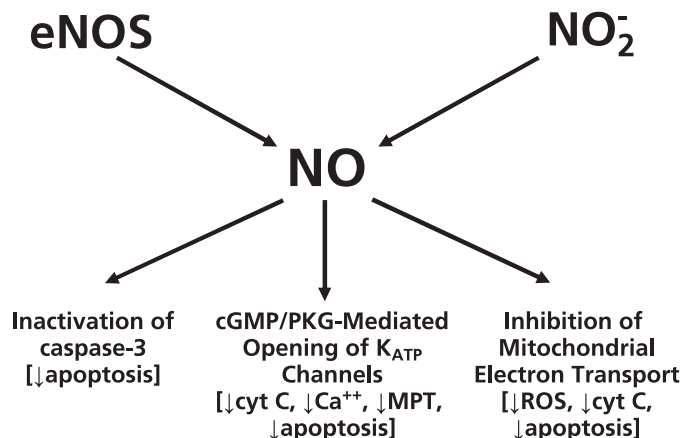 eNOS
NO₂⁻
NO
Inactivation of
caspase-3
[↓apoptosis]
cGMP/PKG-Mediated
Opening of K_ATP
Channels
[↓cyt C, ↓Ca⁺⁺, ↓MPT,
↓apoptosis]
Inhibition of
Mitochondrial
Electron Transport
[↓ROS, ↓cyt C,
↓apoptosis]